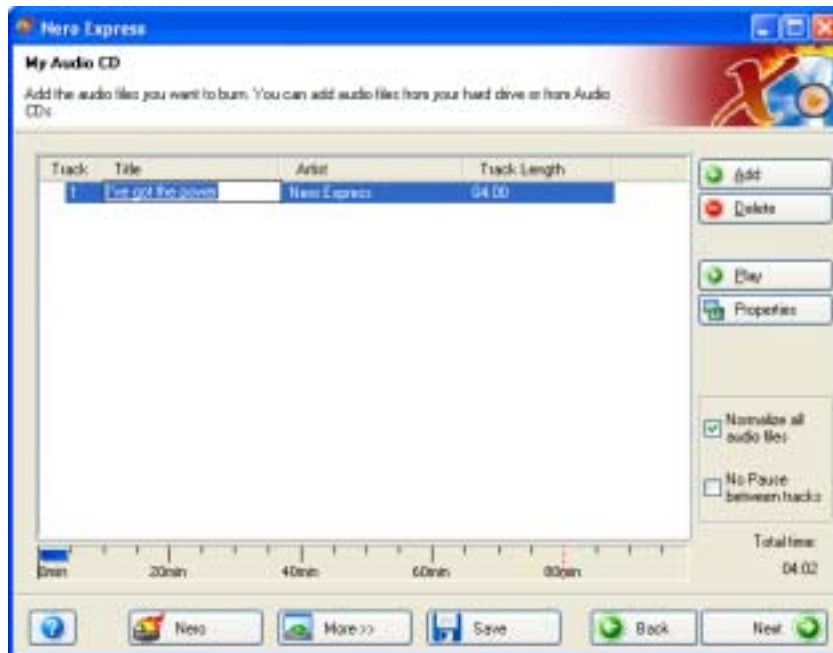 Nero Express
My Audio CD
Add the audio files you want to burn. You can add audio files from your hard drive or from Audio
CDs
Track Title Artist Track Length
1 I've got the power Nero Express 04:00
Add
Delete
Play
Properties
Normalize all
audio files
No Pause
between tracks
0min 20min 40min 60min 80min
Total time:
04:02
Nero More >> Save Back Next